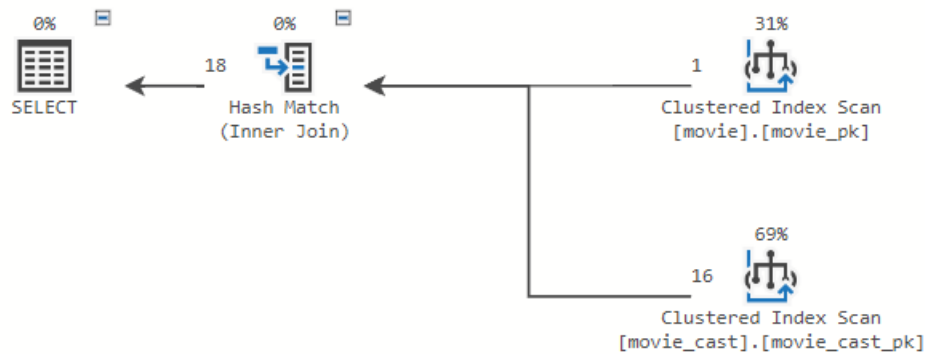 0%
SELECT
18
0%
Hash Match
(Inner Join)
1
31%
Clustered Index Scan
[movie].[movie_pk]
16
69%
Clustered Index Scan
[movie_cast].[movie_cast_pk]